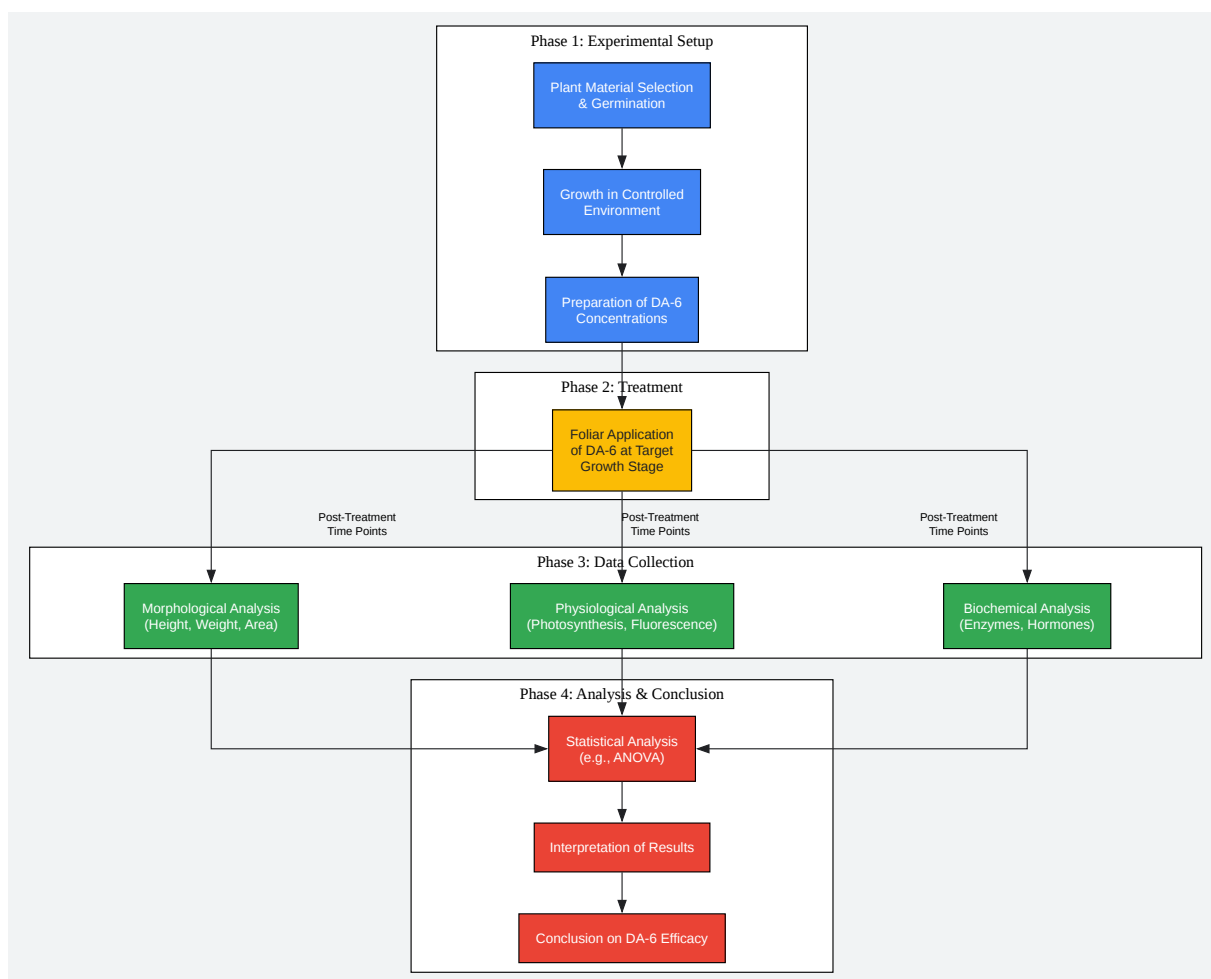 Phase 1: Experimental Setup
Plant Material Selection
& Germination
Growth in Controlled
Environment
Preparation of DA-6
Concentrations
Phase 2: Treatment
Foliar Application
of DA-6 at Target
Growth Stage
Post-Treatment
Time Points
Post-Treatment
Time Points
Post-Treatment
Time Points
Phase 3: Data Collection
Morphological Analysis
(Height, Weight, Area)
Physiological Analysis
(Photosynthesis, Fluorescence)
Biochemical Analysis
(Enzymes, Hormones)
Phase 4: Analysis & Conclusion
Statistical Analysis
(e.g., ANOVA)
Interpretation of Results
Conclusion on DA-6 Efficacy